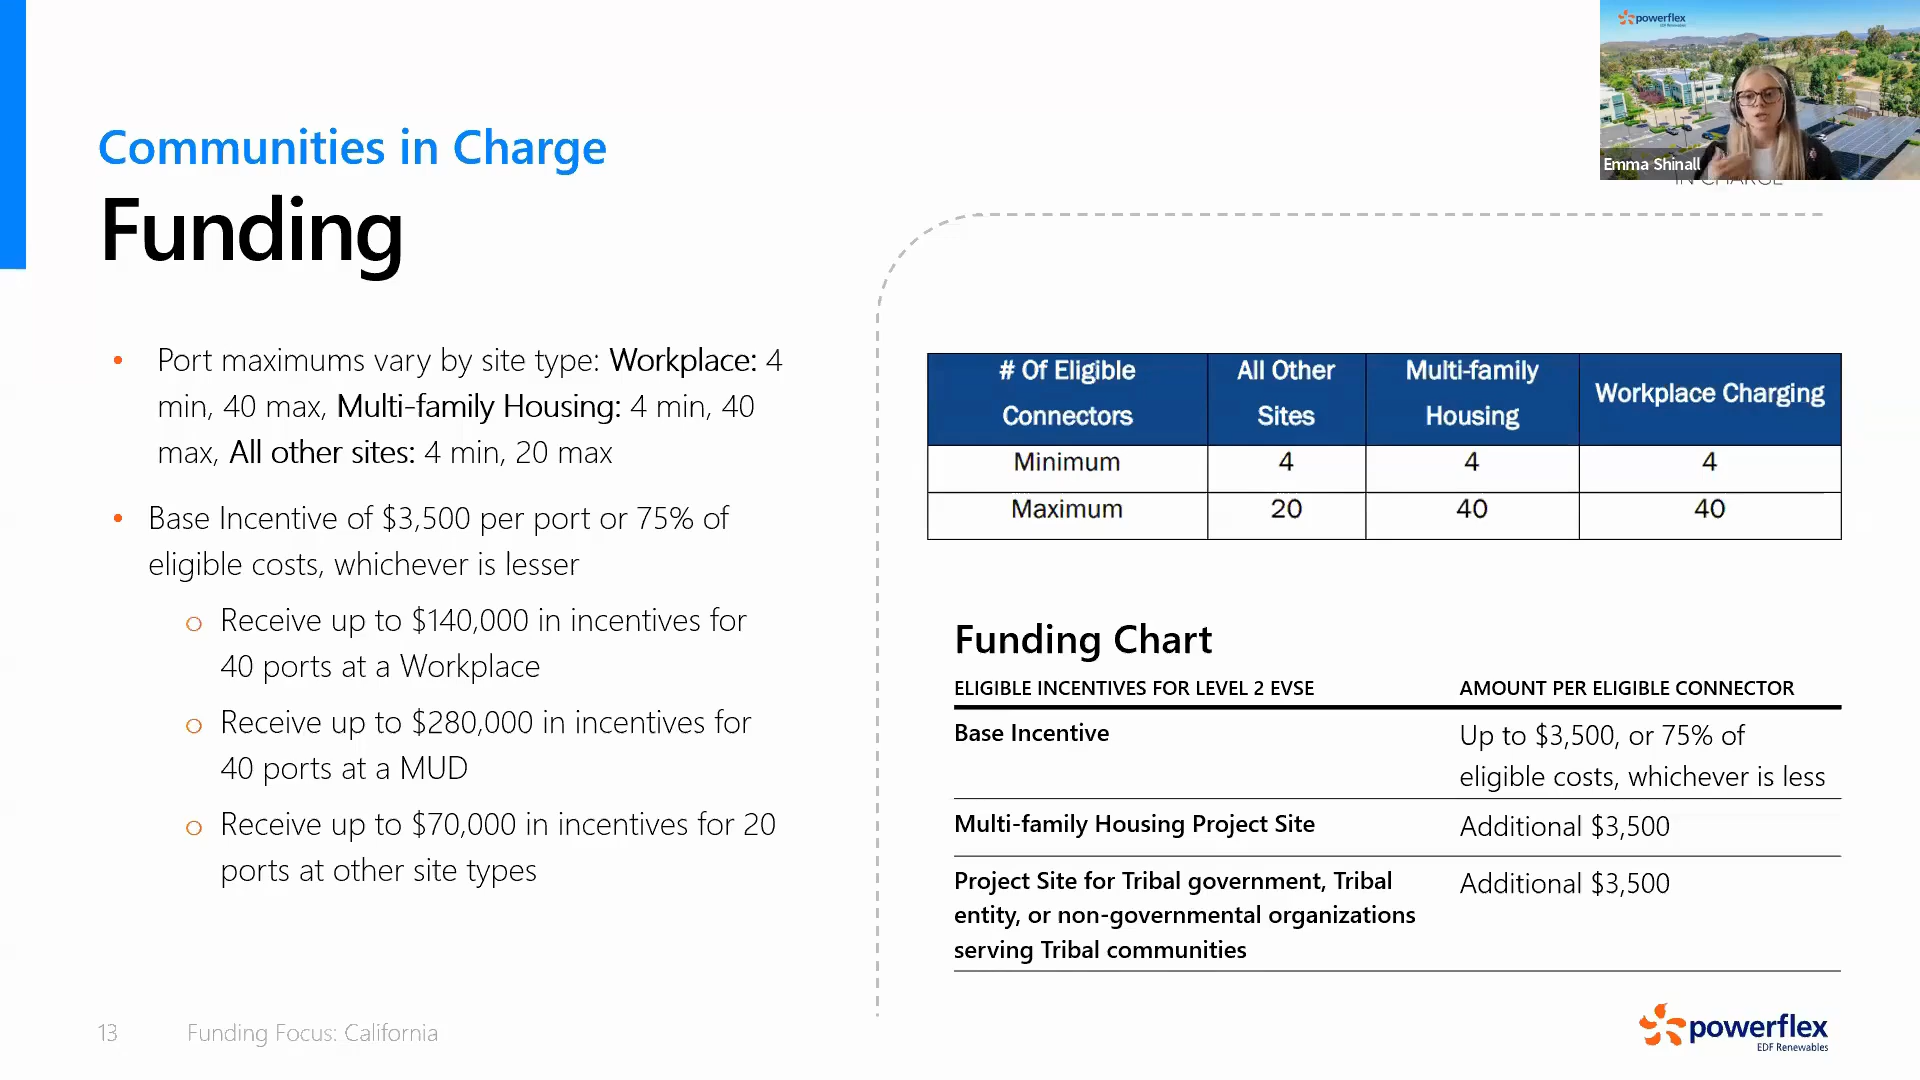 powerflex
Emma Shinall
IN CHARGE
Communities in Charge
Funding
• Port maximums vary by site type: Workplace: 4
min, 40 max, Multi-family Housing: 4 min, 40
max, All other sites: 4 min, 20 max
• Base Incentive of $3,500 per port or 75% of
eligible costs, whichever is lesser
o Receive up to $140,000 in incentives for
40 ports at a Workplace
o Receive up to $280,000 in incentives for
40 ports at a MUD
o Receive up to $70,000 in incentives for 20
ports at other site types
# Of Eligible Connectors All Other Sites Multi-family Housing Workplace Charging
Minimum 4 4 4
Maximum 20 40 40
Funding Chart
ELIGIBLE INCENTIVES FOR LEVEL 2 EVSE AMOUNT PER ELIGIBLE CONNECTOR
Base Incentive Up to $3,500, or 75% of
eligible costs, whichever is less
Multi-family Housing Project Site Additional $3,500
Project Site for Tribal government, Tribal Additional $3,500
entity, or non-governmental organizations
serving Tribal communities
13 Funding Focus: California
powerflex
EDF Renewables